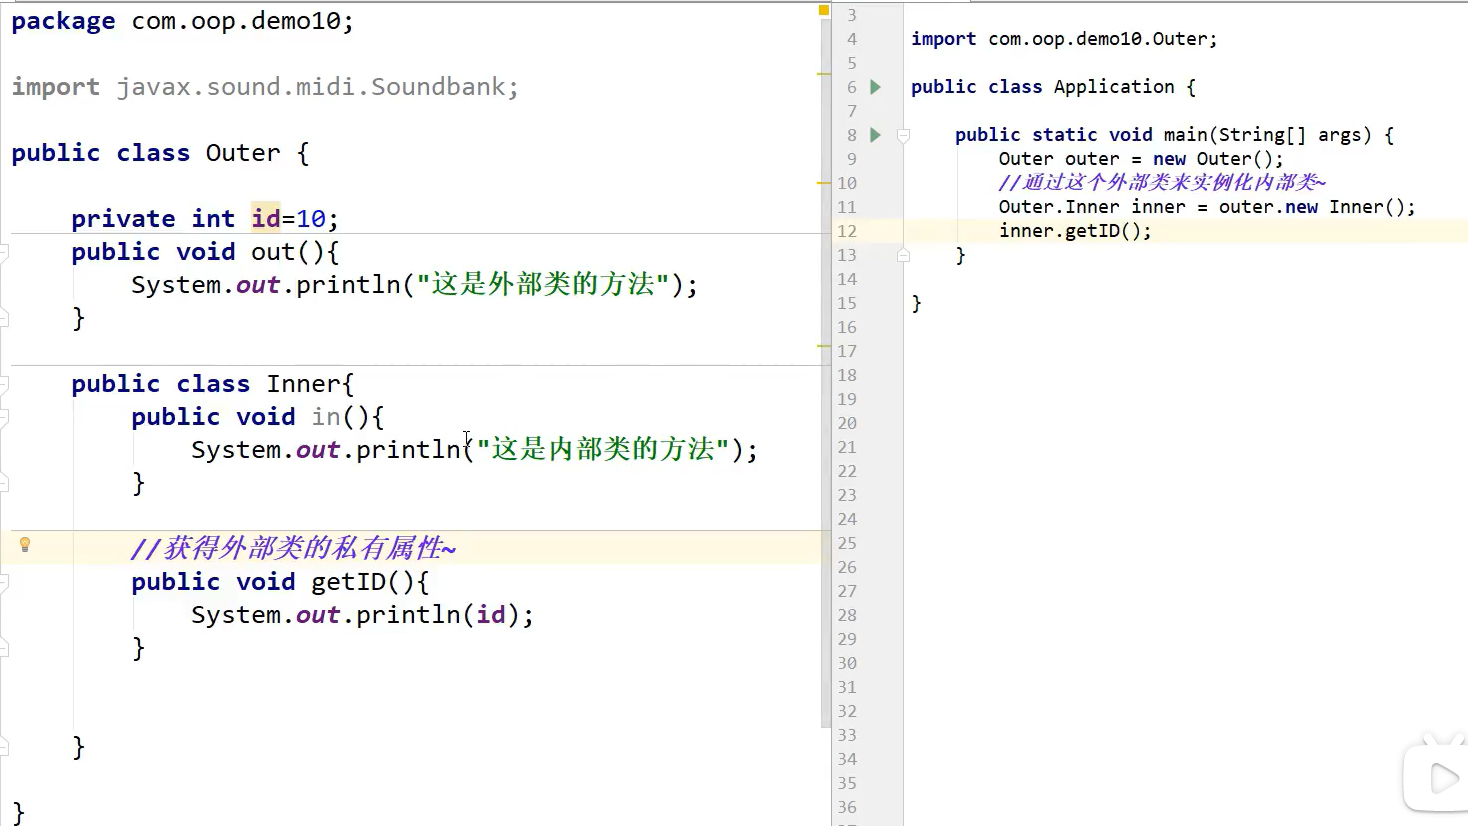 package com.oop.demo10;
import javax.sound.midi.Soundbank;
public class Outer {
private int id=10;
public void out(){
System.out.println("这是外部类的方法");
}
public class Inner{
public void in(){
System.out.println("这是内部类的方法");
}
//获得外部类的私有属性~
public void getID(){
System.out.println(id);
}
}
}
3
4 import com.oop.demo10.Outer;
5
6 public class Application {
7
8 public static void main(String[] args) {
9 Outer outer = new Outer();
10 //通过这个外部类来实例化内部类~
11 Outer.Inner inner = outer.new Inner();
12 inner.getID();
13 }
14
15 }
16
17
18
19
20
21
22
23
24
25
26
27
28
29
30
31
32
33
34
35
36